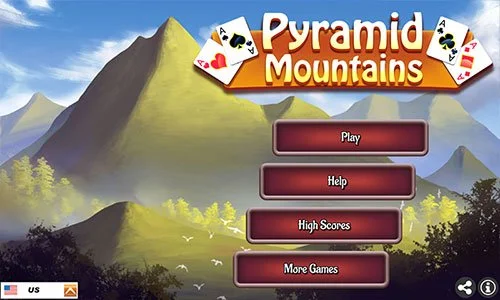 Pyramid
Mountains
Play
Help
High Scores
More Games
US